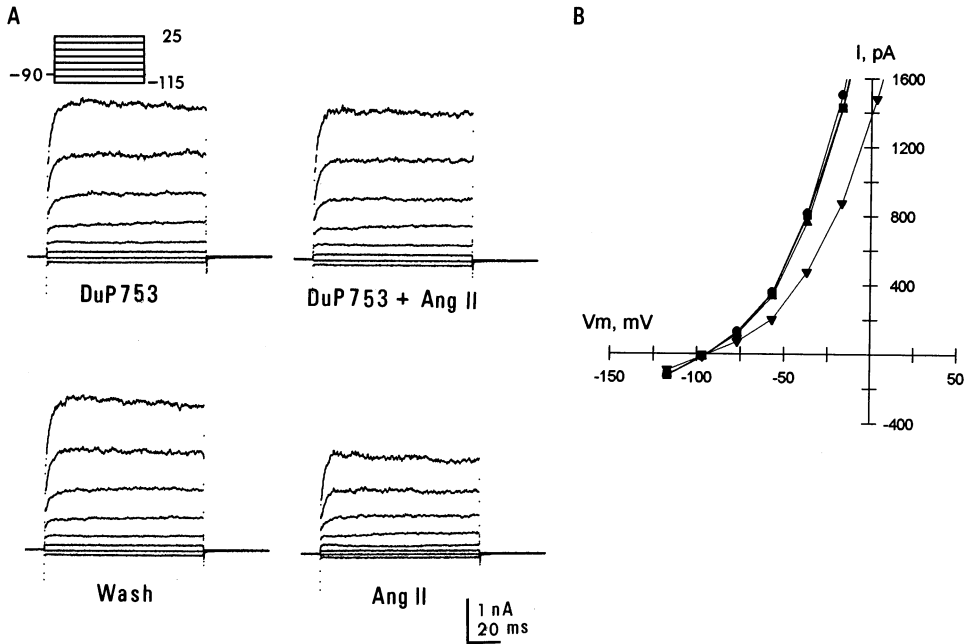 A
25
-90
-115
DuP753
DuP753 + Ang II
Wash
Ang II
1 nA
20 ms
B
I, pA
1600
1200
800
400
Vm, mV
-150
-100
-50
50
-400